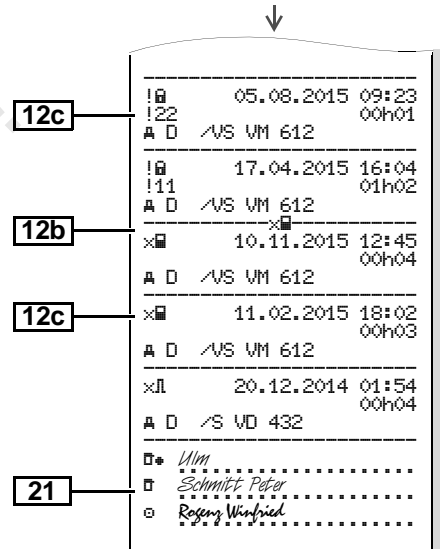 ! 05.08.2015 09:23
12c
!22 00h01
D /VS VM 612
! 17.04.2015 16:04
!11 01h02
D /VS VM 612
12b
x
x 10.11.2015 12:45
00h04
D /VS VM 612
12c
x 11.02.2015 18:02
00h03
D /VS VM 612
x 20.12.2014 01:54
00h04
D /S VD 432
Ulm
21
Schmitt Peter
Rogenz Winfried